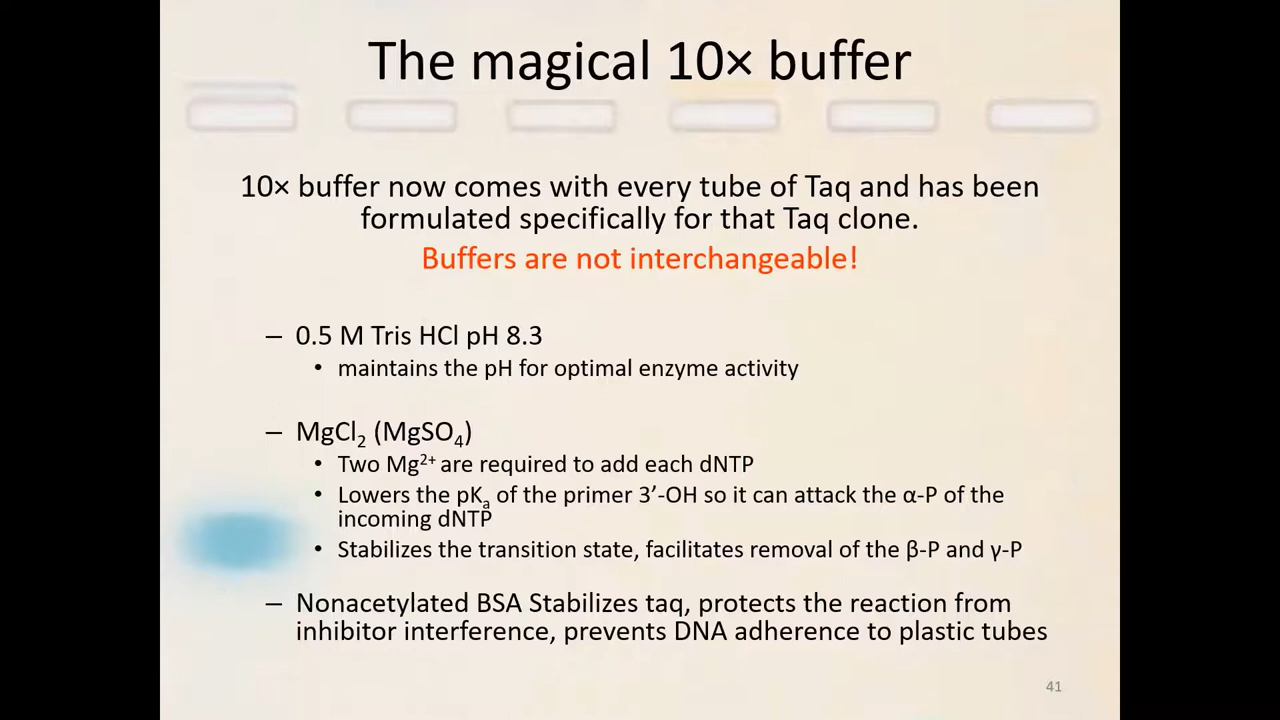 The magical 10× buffer
10× buffer now comes with every tube of Taq and has been
formulated specifically for that Taq clone.
Buffers are not interchangeable!
– 0.5 M Tris HCl pH 8.3
• maintains the pH for optimal enzyme activity
– MgCl₂ (MgSO₄)
• Two Mg²⁺ are required to add each dNTP
• Lowers the pKₐ of the primer 3’-OH so it can attack the α-P of the
incoming dNTP
• Stabilizes the transition state, facilitates removal of the β-P and γ-P
– Nonacetylated BSA Stabilizes taq, protects the reaction from
inhibitor interference, prevents DNA adherence to plastic tubes
41